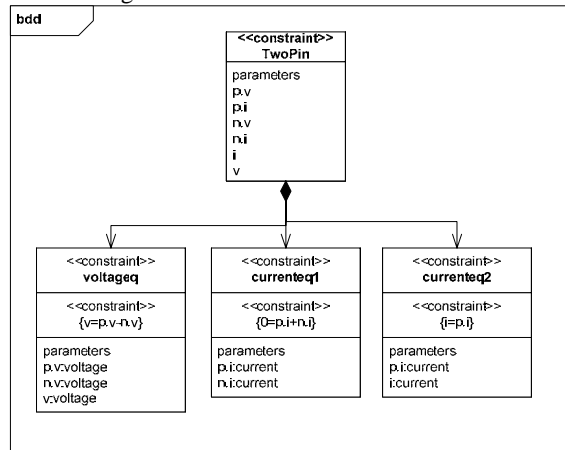 bdd
<<constraint>>
TwoPin
parameters
p.v
p.i
n.v
n.i
i
v
<<constraint>>
voltageq
<<constraint>>
{v=p.v-n.v}
parameters
p.v:voltage
n.v:voltage
v:voltage
<<constraint>>
currenteq1
<<constraint>>
{0=p.i+n.i}
parameters
p.i:current
n.i:current
<<constraint>>
currenteq2
<<constraint>>
{i=p.i}
parameters
p.i:current
i:current